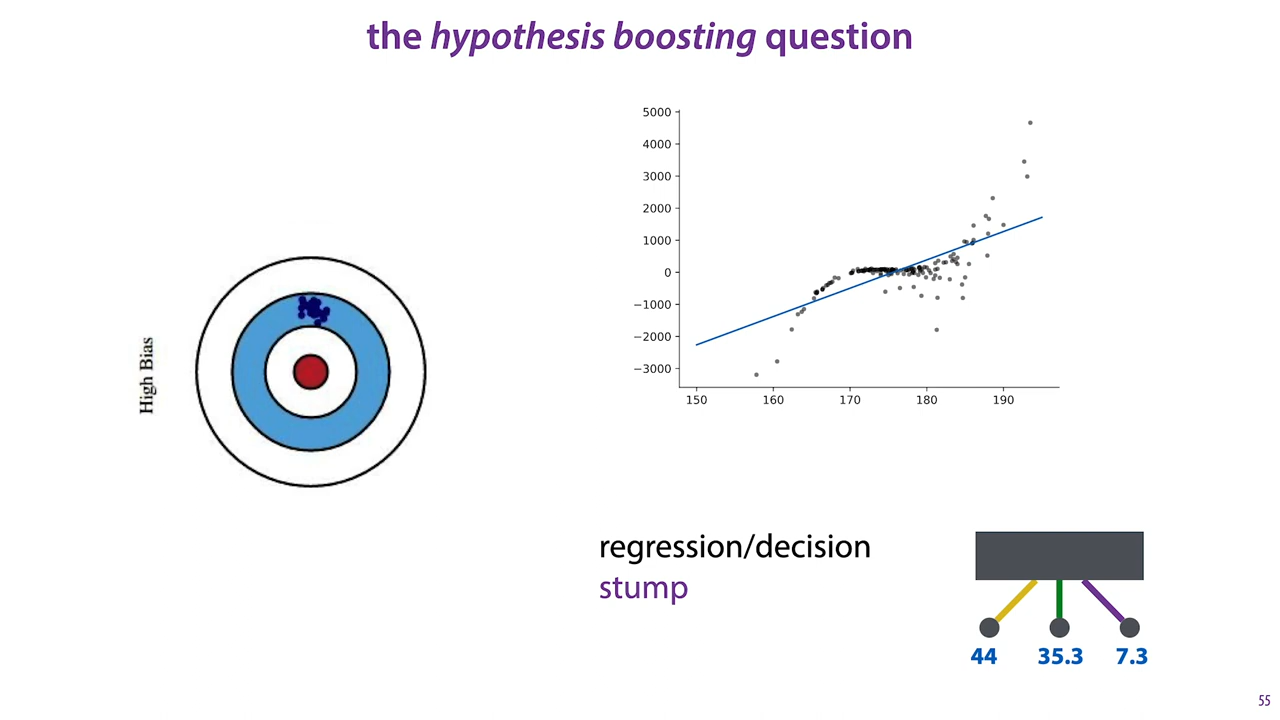 the hypothesis boosting question
High Bias
5000
4000
3000
2000
1000
0
−1000
−2000
−3000
150 160 170 180 190
regression/decision
stump
44 35.3 7.3
55